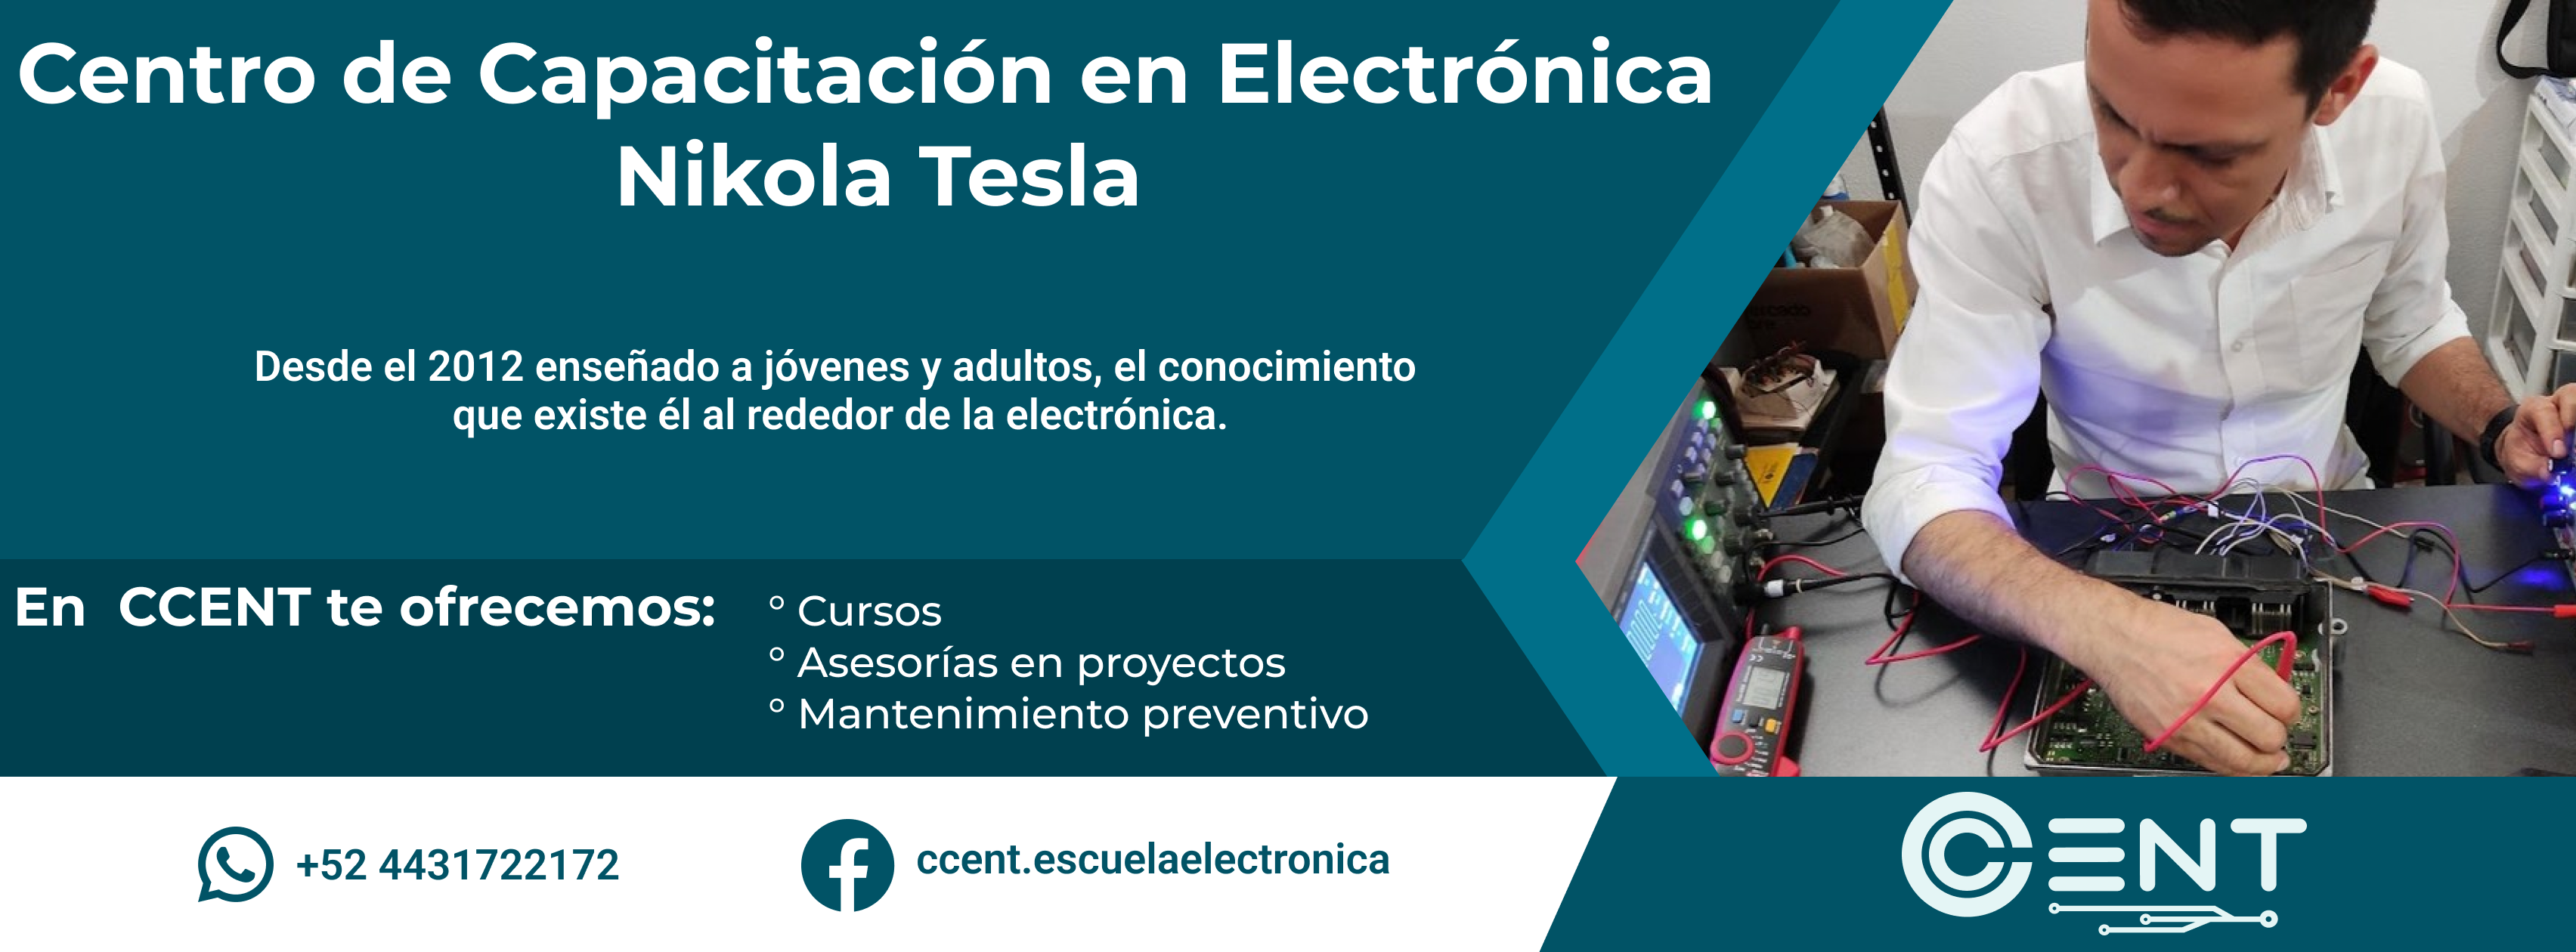 Centro de Capacitación en Electrónica
Nikola Tesla
Desde el 2012 enseñado a jóvenes y adultos, el conocimiento
que existe él al rededor de la electrónica.
En CCENT te ofrecemos:
° Cursos
° Asesorías en proyectos
° Mantenimiento preventivo
+52 4431722172
ccent.escuelaelectronica
CCENT